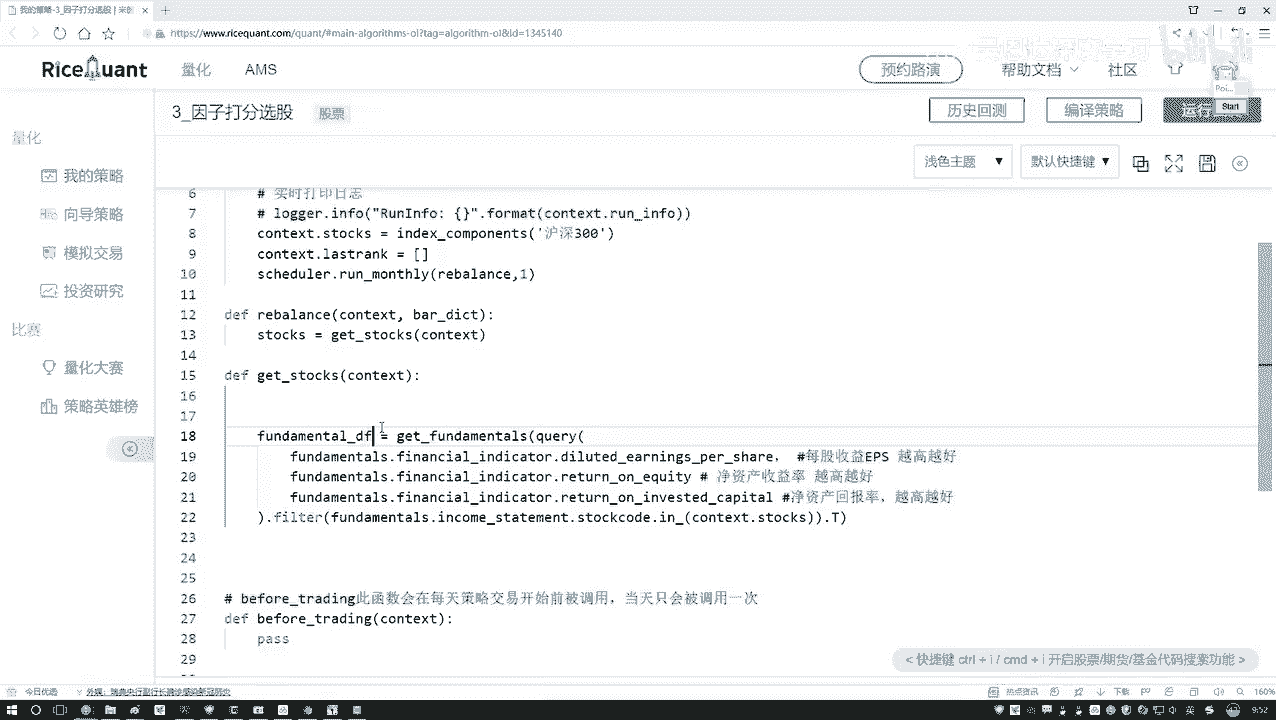 我的策略-3_因子打分选股 | 米筐
https://www.ricequant.com/quant/#main-algorithms-ol?tag=algorithm-ol&id=1345140
RiceQuant 量化 AMS 预约路演 帮助文档 社区
Poi...
Start
3_因子打分选股 股票 历史回测 编译策略
浅色主题 ▼ 默认快捷键 ▼
量化
我的策略
向导策略
模拟交易
投资研究
比赛
量化大赛
策略英雄榜
6 # 实时打印日志
7 # logger.info("RunInfo: {}".format(context.run_info))
8 context.stocks = index_components('沪深300')
9 context.lastrank = []
10 scheduler.run_monthly(rebalance,1)
11
12 def rebalance(context, bar_dict):
13 stocks = get_stocks(context)
14
15 def get_stocks(context):
16
17
18 fundamental_df = get_fundamentals(query(
19 fundamentals.financial_indicator.diluted_earnings_per_share, #每股收益EPS 越高越好
20 fundamentals.financial_indicator.return_on_equity # 净资产收益率 越高越好
21 fundamentals.financial_indicator.return_on_invested_capital #净资产回报率，越高越好
22 ).filter(fundamentals.income_statement.stockcode.in_(context.stocks)).T)
23
24
25
26 # before_trading此函数会在每天策略交易开始前被调用，当天只会被调用一次
27 def before_trading(context):
28 pass
29
< 快捷键 ctrl + i / cmd + i 开启股票/期货/基金代码搜索功能 >
今日优选 热点资讯 下载 160%
英 9:52